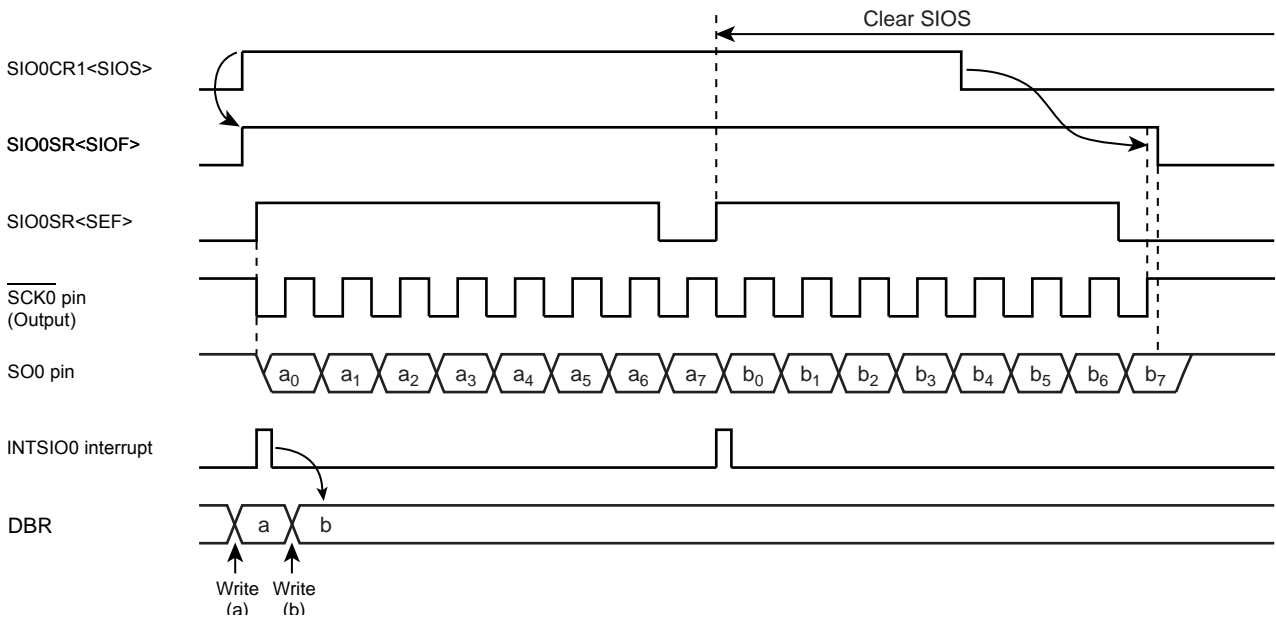 Clear SIOS
SIO0CR1<SIOS>
SIO0SR<SIOF>
SIO0SR<SEF>
SCK0 pin
(Output)
SO0 pin
a0 a1 a2 a3 a4 a5 a6 a7 b0 b1 b2 b3 b4 b5 b6 b7
INTSIO0 interrupt
DBR
a b
Write Write
(a) (b)